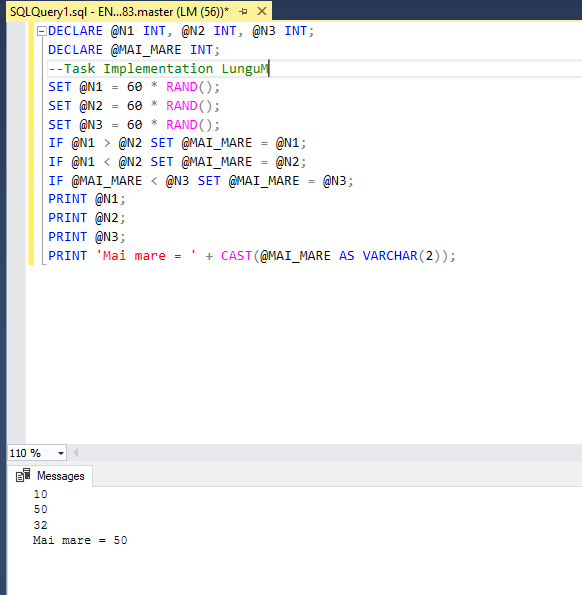 SQLQuery1.sql - EN...83.master (LM (56))*
DECLARE @N1 INT, @N2 INT, @N3 INT;
DECLARE @MAI_MARE INT;
--Task Implementation LunguM
SET @N1 = 60 * RAND();
SET @N2 = 60 * RAND();
SET @N3 = 60 * RAND();
IF @N1 > @N2 SET @MAI_MARE = @N1;
IF @N1 < @N2 SET @MAI_MARE = @N2;
IF @MAI_MARE < @N3 SET @MAI_MARE = @N3;
PRINT @N1;
PRINT @N2;
PRINT @N3;
PRINT 'Mai mare = ' + CAST(@MAI_MARE AS VARCHAR(2));
110 %
Messages
10
50
32
Mai mare = 50